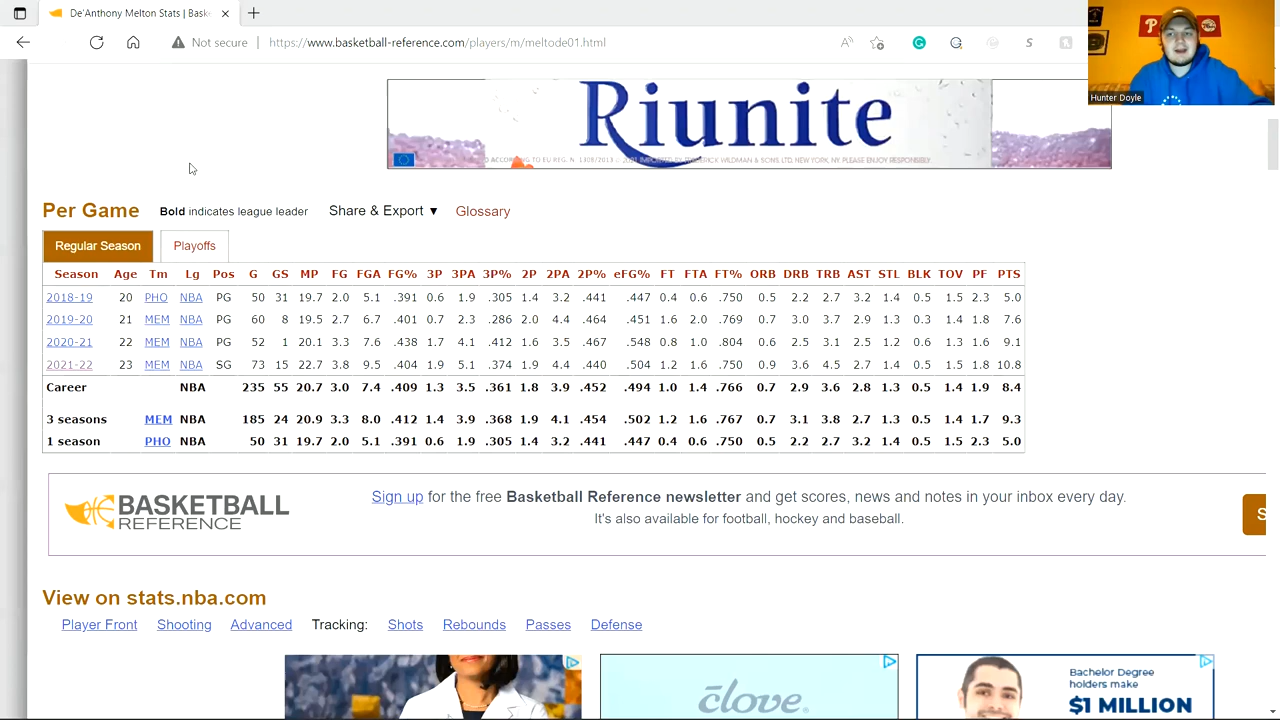 De'Anthony Melton Stats | Bask
Not secure | https://www.basketball-reference.com/players/m/meltode01.html
Hunter Doyle
Riunite
Per Game Bold indicates league leader Share & Export ▼ Glossary
Regular Season Playoffs
Season Age Tm Lg Pos G GS MP FG FGA FG% 3P 3PA 3P% 2P 2PA 2P% eFG% FT FTA FT% ORB DRB TRB AST STL BLK TOV PF PTS
2018-19 20 PHO NBA PG 50 31 19.7 2.0 5.1 .391 0.6 1.9 .305 1.4 3.2 .441 .447 0.4 0.6 .750 0.5 2.2 2.7 3.2 1.4 0.5 1.5 2.3 5.0
2019-20 21 MEM NBA PG 60 8 19.5 2.7 6.7 .401 0.7 2.3 .286 2.0 4.4 .464 .451 1.6 2.0 .769 0.7 3.0 3.7 2.9 1.3 0.3 1.4 1.8 7.6
2020-21 22 MEM NBA PG 52 1 20.1 3.3 7.6 .438 1.7 4.1 .412 1.6 3.5 .467 .548 0.8 1.0 .804 0.6 2.5 3.1 2.5 1.2 0.6 1.3 1.6 9.1
2021-22 23 MEM NBA SG 73 15 22.7 3.8 9.5 .404 1.9 5.1 .374 1.9 4.4 .440 .504 1.2 1.6 .750 0.9 3.6 4.5 2.7 1.4 0.5 1.5 1.8 10.8
Career NBA 235 55 20.7 3.0 7.4 .409 1.3 3.5 .361 1.8 3.9 .452 .494 1.0 1.4 .766 0.7 2.9 3.6 2.8 1.3 0.5 1.4 1.9 8.4
3 seasons MEM NBA 185 24 20.9 3.3 8.0 .412 1.4 3.9 .368 1.9 4.1 .454 .502 1.2 1.6 .767 0.7 3.1 3.8 2.7 1.3 0.5 1.4 1.7 9.3
1 season PHO NBA 50 31 19.7 2.0 5.1 .391 0.6 1.9 .305 1.4 3.2 .441 .447 0.4 0.6 .750 0.5 2.2 2.7 3.2 1.4 0.5 1.5 2.3 5.0
BASKETBALL
REFERENCE
Sign up for the free Basketball Reference newsletter and get scores, news and notes in your inbox every day.
It's also available for football, hockey and baseball.
S
View on stats.nba.com
Player Front Shooting Advanced Tracking: Shots Rebounds Passes Defense
člove
Bachelor Degree
holders make
$1 MILLION